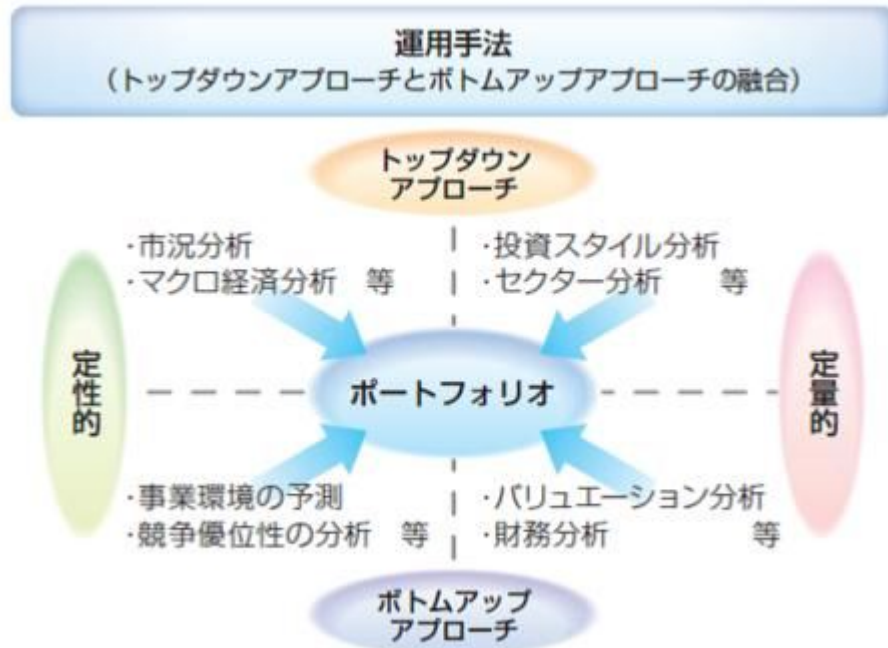 運用手法
(トップダウンアプローチとボトムアップアプローチの融合)
トップダウン
アプローチ
・市況分析
・マクロ経済分析 等
・投資スタイル分析
・セクター分析 等
定性的
ポートフォリオ
定量的
・事業環境の予測
・競争優位性の分析 等
・バリュエーション分析
・財務分析 等
ボトムアップ
アプローチ